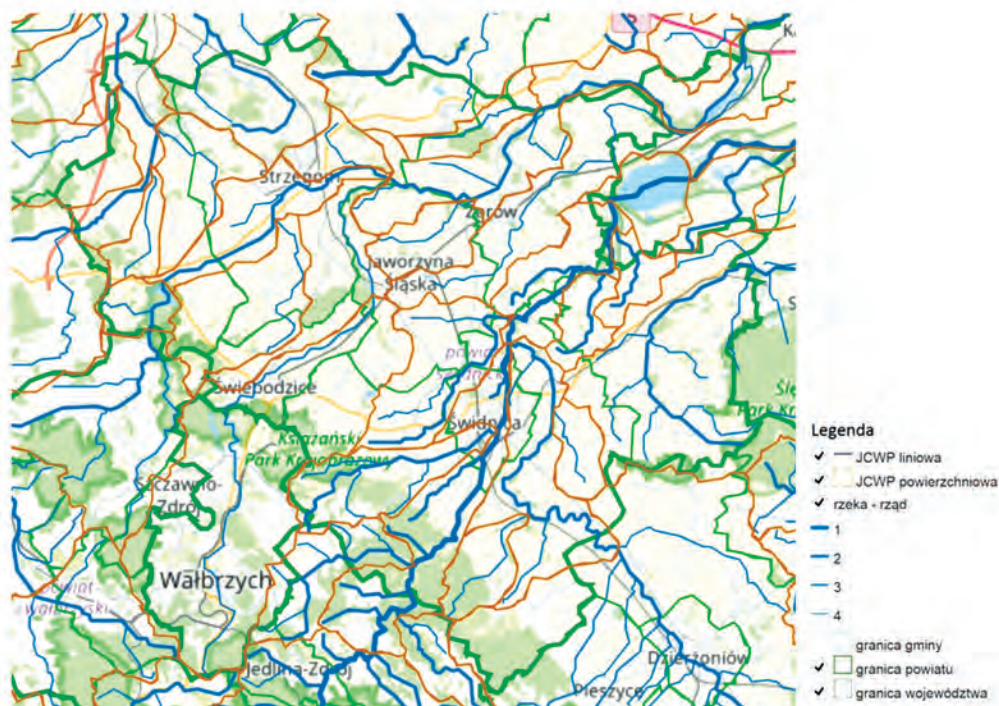 Strzegom
Żarów
Jaworzyna
Śląska
powiat
Świebodzice
Świdnica
Książański
Park Krajobrazowy
Szczawno-
Zdrój
Wałbrzych
Jedlina-Zdrój
Dzierżoniów
Pieszyce
Legenda
JCWP liniowa
JCWP powierzchniowa
rzeka - rząd
1
2
3
4
granica gminy
granica powiatu
granica województwa